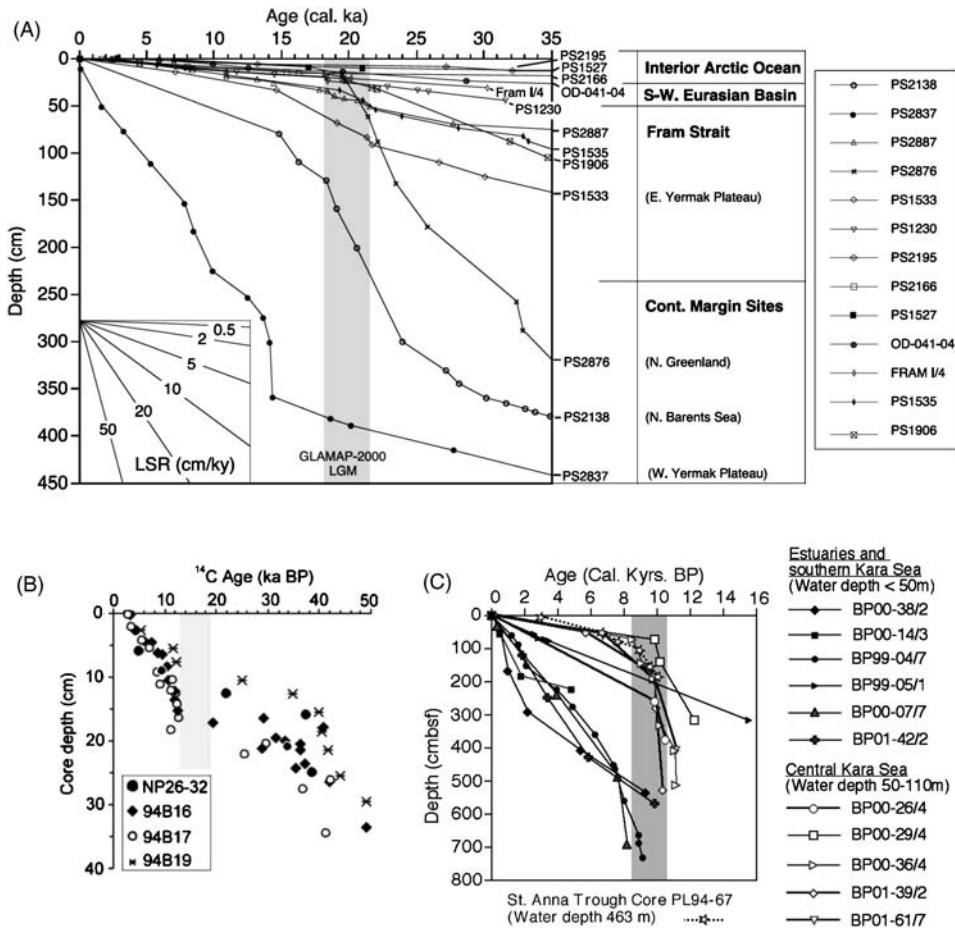 (A)
Age (cal. ka)
0 5 10 15 20 25 30 35
Depth (cm)
0
50
100
150
200
250
300
350
400
450
0.5
2
5
10
20
50
LSR (cm/ky)
GLAMAP-2000
LGM
PS2195
PS1527
PS2166
Fram I/4
OD-041-04
PS1230
PS2887
PS1535
PS1906
PS1533
PS2876
PS2138
PS2837
Interior Arctic Ocean
S-W. Eurasian Basin
Fram Strait
(E. Yermak Plateau)
Cont. Margin Sites
(N. Greenland)
(N. Barents Sea)
(W. Yermak Plateau)
PS2138
PS2837
PS2887
PS2876
PS1533
PS1230
PS2195
PS2166
PS1527
OD-041-04
FRAM I/4
PS1535
PS1906
(B)
14C Age (ka BP)
0 10 20 30 40 50
Core depth (cm)
0
10
20
30
40
NP26-32
94B16
94B17
94B19
(C)
Age (Cal. Kyrs. BP)
0 2 4 6 8 10 12 14 16
Depth (cmbsf)
0
100
200
300
400
500
600
700
800
St. Anna Trough Core PL94-67
(Water depth 463 m)
Estuaries and
southern Kara Sea
(Water depth < 50m)
BP00-38/2
BP00-14/3
BP99-04/7
BP99-05/1
BP00-07/7
BP01-42/2
Central Kara Sea
(Water depth 50-110m)
BP00-26/4
BP00-29/4
BP00-36/4
BP01-39/2
BP01-61/7